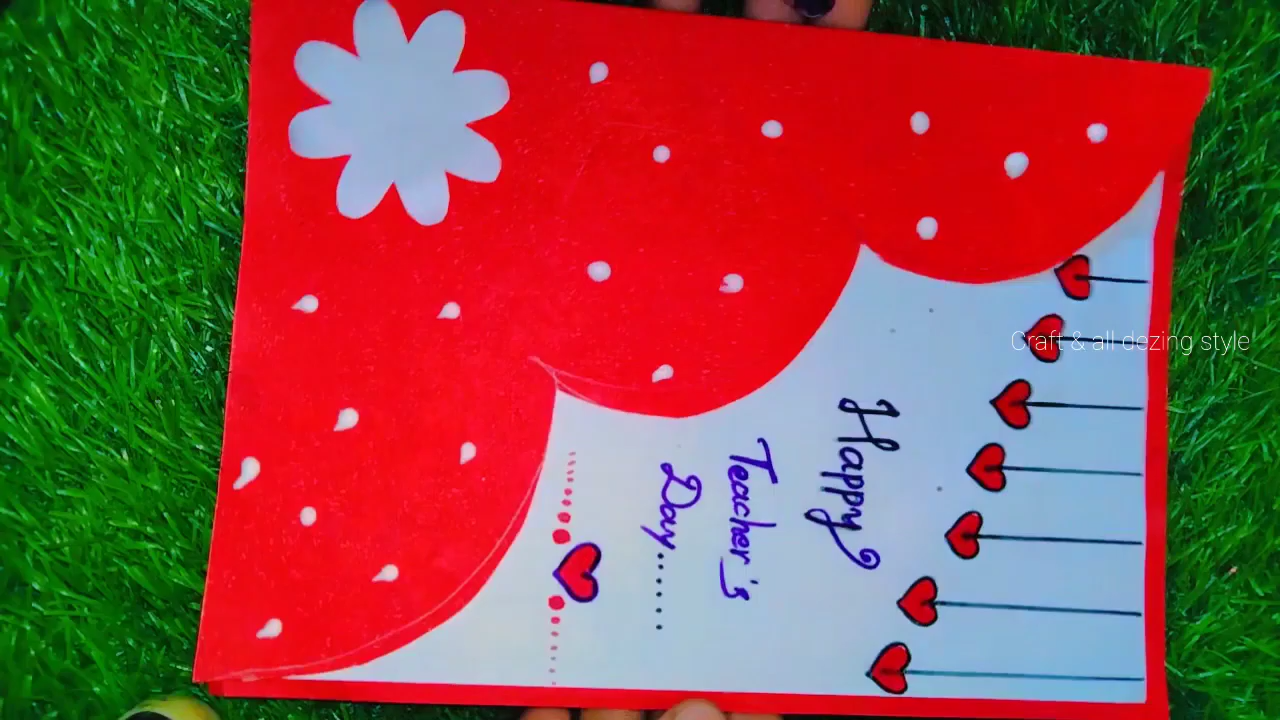 Happy
Teacher's
Day......
Craft & all dezing style